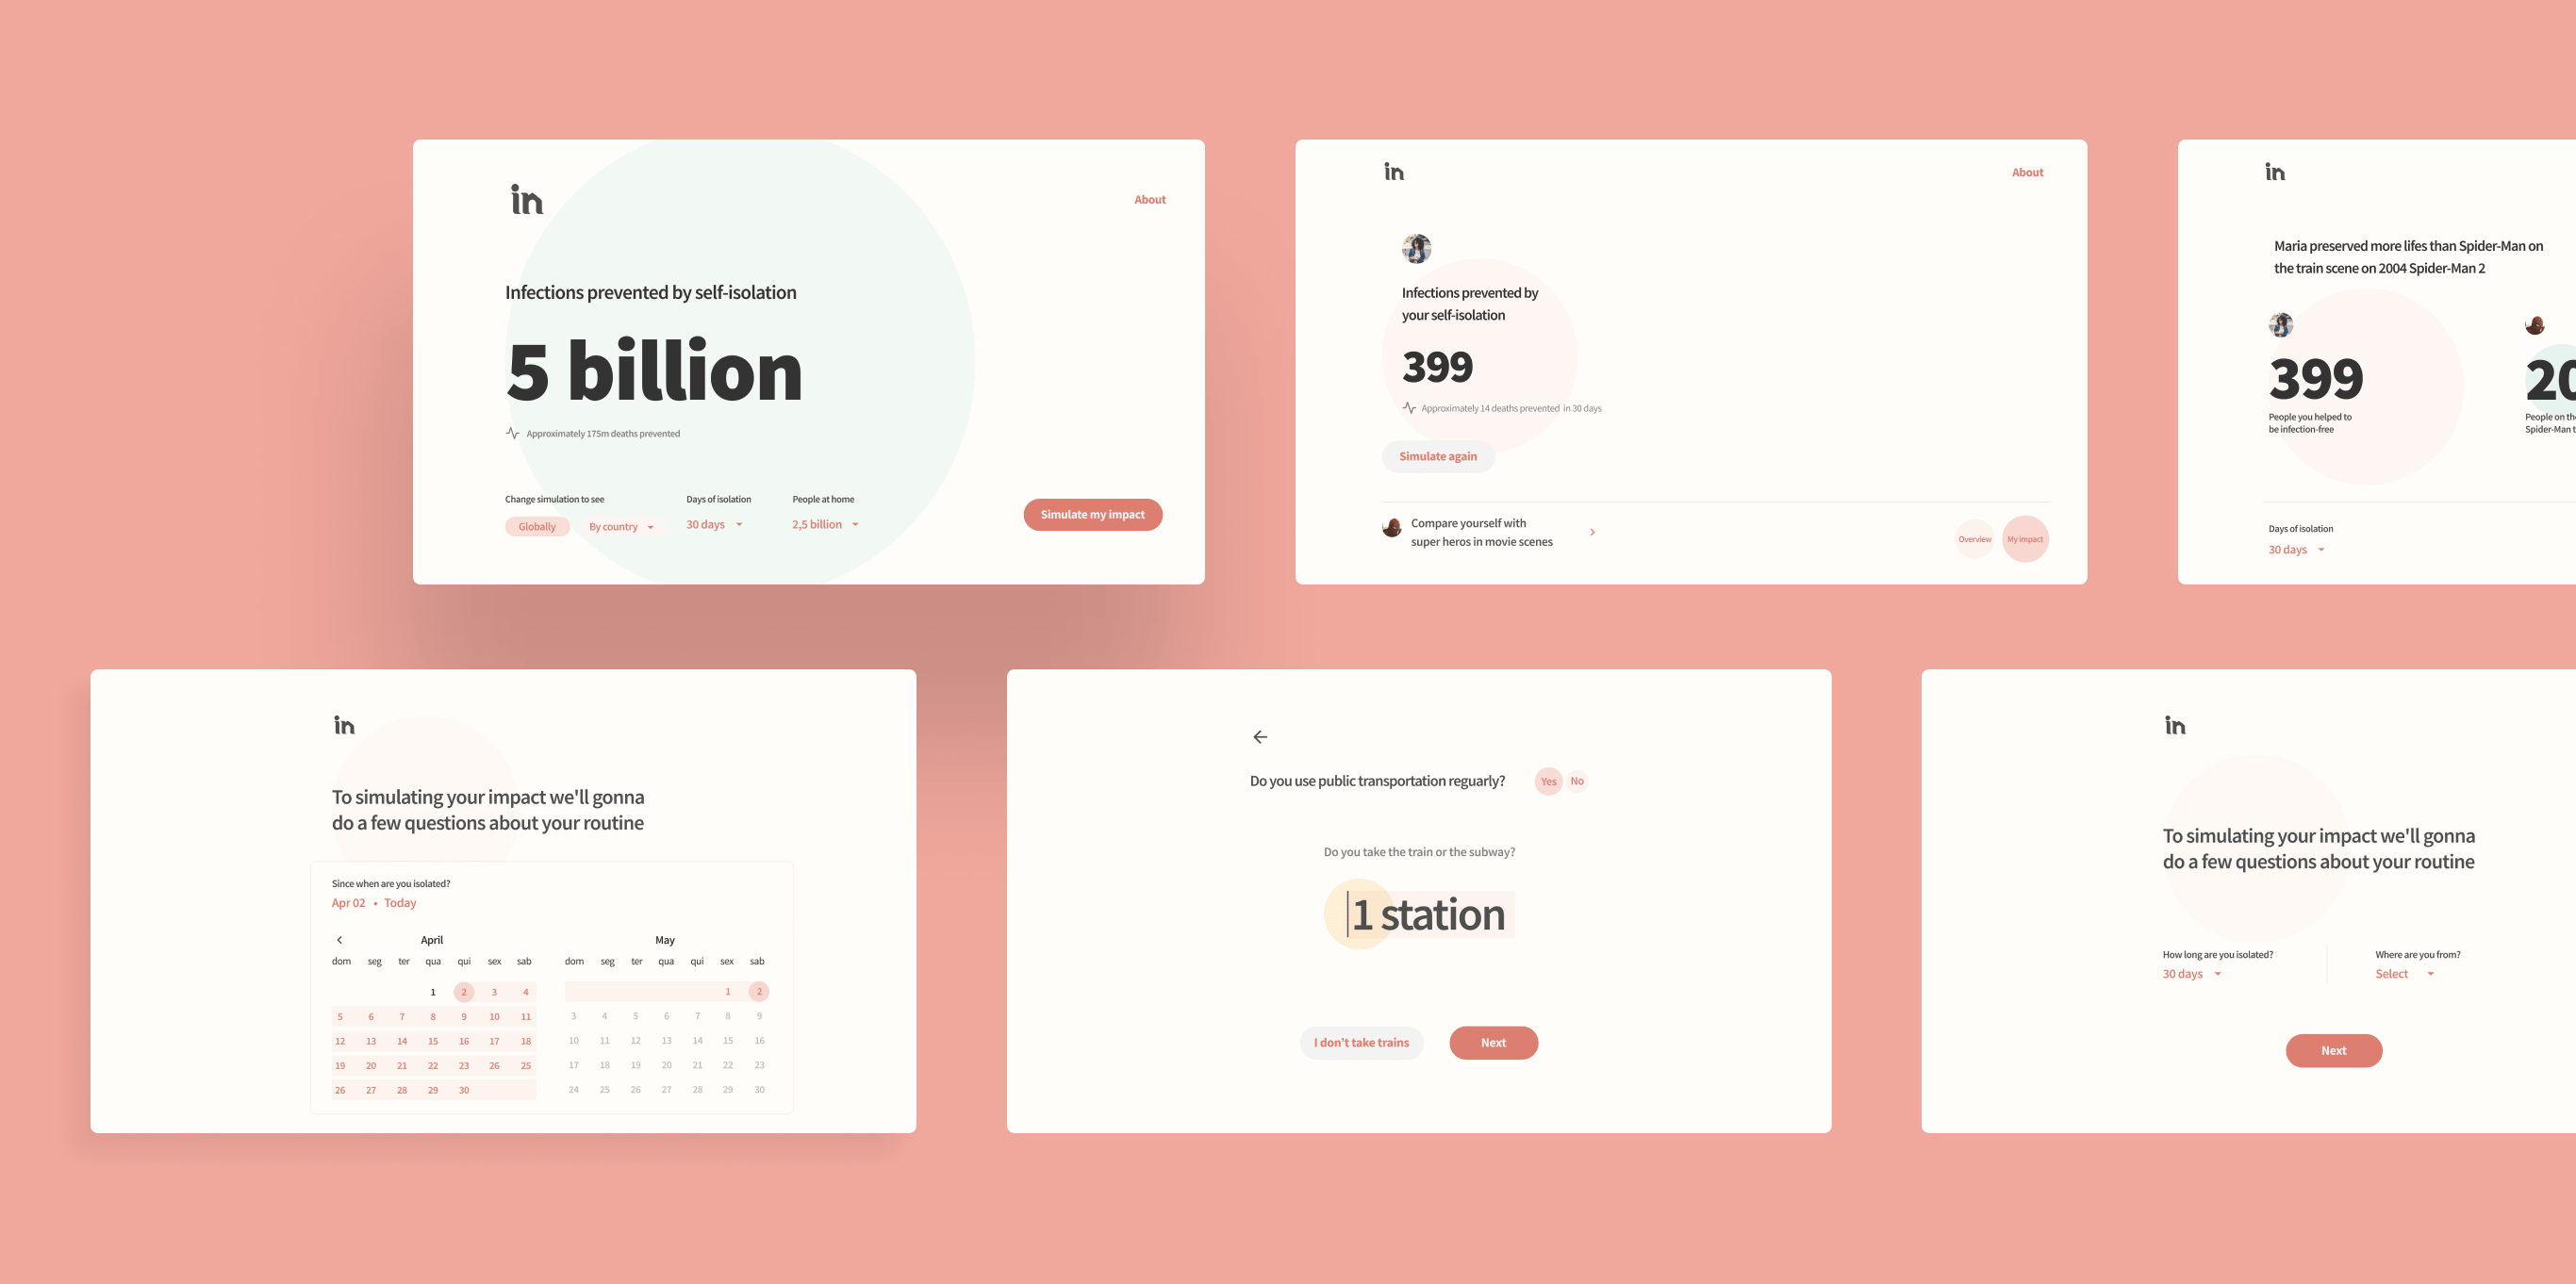 in
About
Infections prevented by self-isolation
5 billion
Approximately 175m deaths prevented
Change simulation to see
Globally
By country
Days of isolation
30 days
People at home
2,5 billion
Simulate my impact
in
About
Infections prevented by
your self-isolation
399
Approximately 14 deaths prevented in 30 days
Simulate again
Compare yourself with
super heros in movie scenes
Overview
My impact
in
Maria preserved more lifes than Spider-Man on
the train scene on 2004 Spider-Man 2
399
People you helped to
be infection-free
20
People on th
Spider-Man t
Days of isolation
30 days
in
To simulating your impact we'll gonna
do a few questions about your routine
Since when are you isolated?
Apr 02 • Today
April
dom seg ter qua qui sex sab
1 2 3 4
5 6 7 8 9 10 11
12 13 14 15 16 17 18
19 20 21 22 23 26 25
26 27 28 29 30
May
dom seg ter qua qui sex sab
1 2
3 4 5 6 7 8 9
10 11 12 13 14 15 16
17 18 19 20 21 22 23
24 25 26 27 28 29 30
Do you use public transportation reguarly?
Yes
No
Do you take the train or the subway?
1 station
I don't take trains
Next
in
To simulating your impact we'll gonna
do a few questions about your routine
How long are you isolated?
30 days
Where are you from?
Select
Next